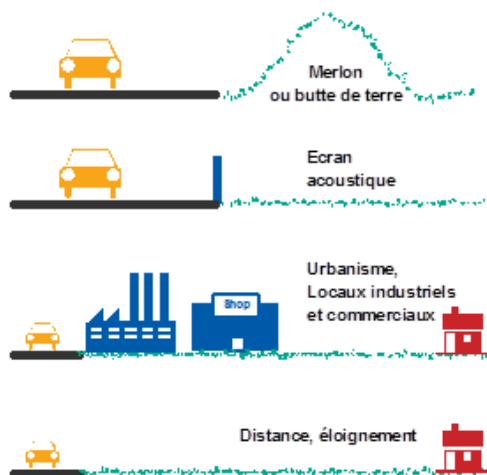 Merlon
ou butte de terre
Ecran
acoustique
Urbanisme,
Locaux industriels
et commerciaux
Shop
Distance, éloignement